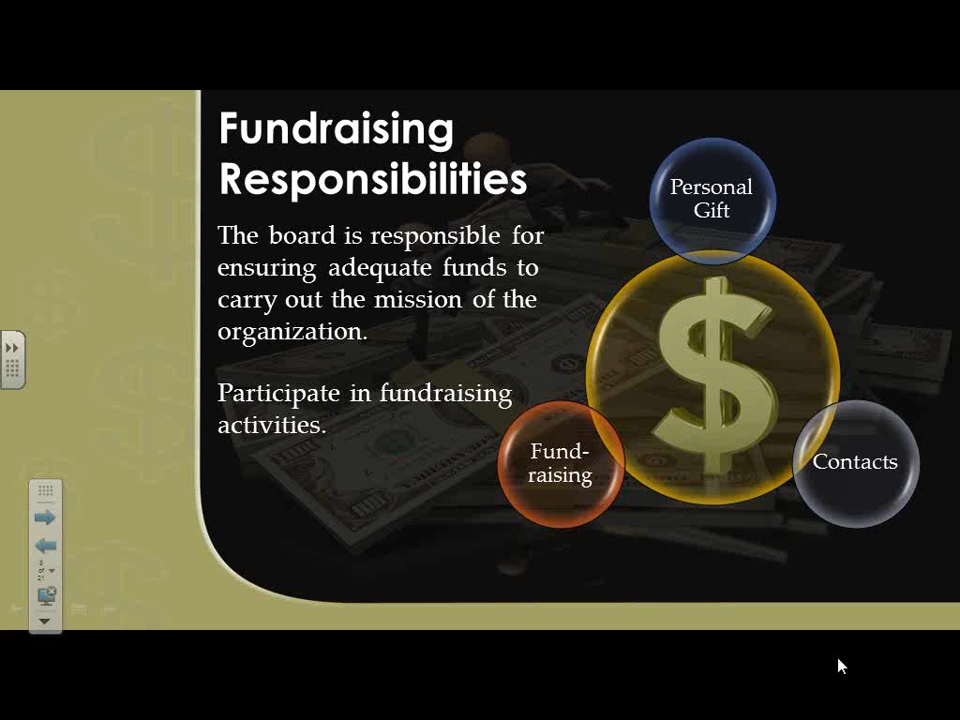 Fundraising
Responsibilities
The board is responsible for
ensuring adequate funds to
carry out the mission of the
organization.
Participate in fundraising
activities.
Personal
Gift
Fund-
raising
Contacts
$